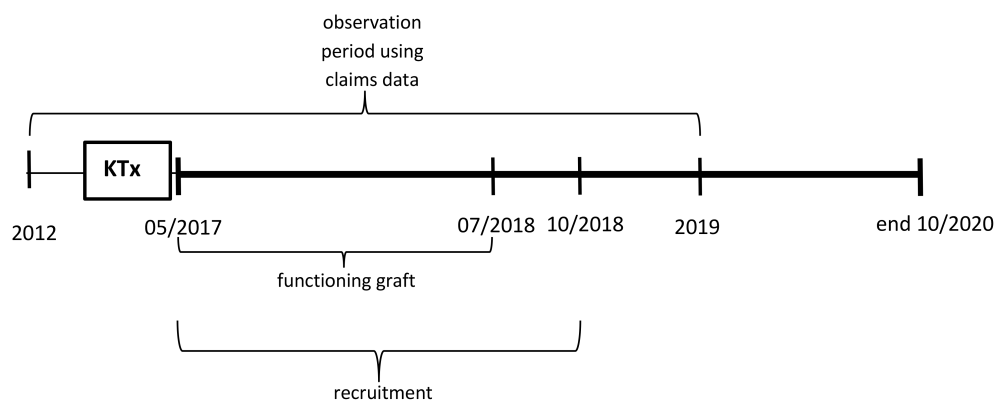 observation
period using
claims data
KTx
2012
05/2017
07/2018
10/2018
2019
end 10/2020
functioning graft
recruitment